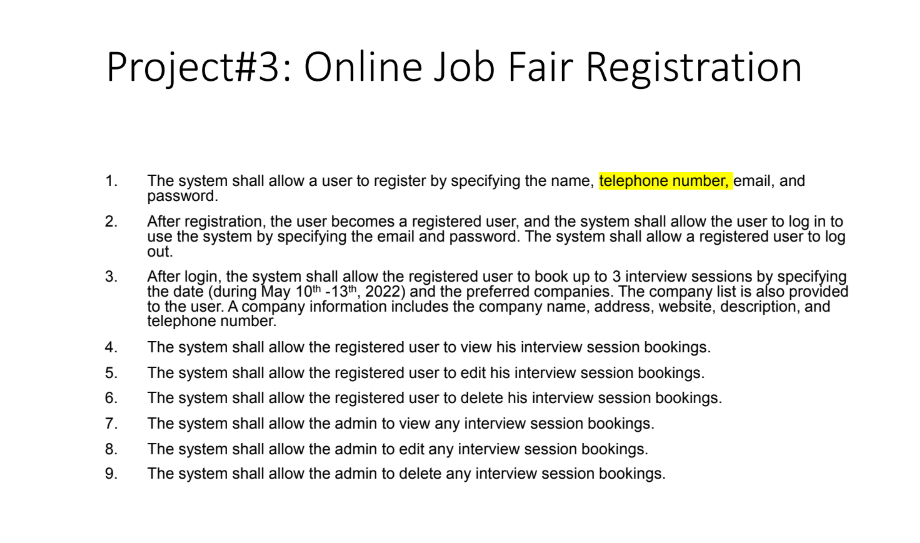 Project#3: Online Job Fair Registration
1. The system shall allow a user to register by specifying the name, telephone number, email, and
password.
2. After registration, the user becomes a registered user, and the system shall allow the user to log in to
use the system by specifying the email and password. The system shall allow a registered user to log
out.
3. After login, the system shall allow the registered user to book up to 3 interview sessions by specifying
the date (during May 10th -13th, 2022) and the preferred companies. The company list is also provided
to the user. A company information includes the company name, address, website, description, and
telephone number.
4. The system shall allow the registered user to view his interview session bookings.
5. The system shall allow the registered user to edit his interview session bookings.
6. The system shall allow the registered user to delete his interview session bookings.
7. The system shall allow the admin to view any interview session bookings.
8. The system shall allow the admin to edit any interview session bookings.
9. The system shall allow the admin to delete any interview session bookings.